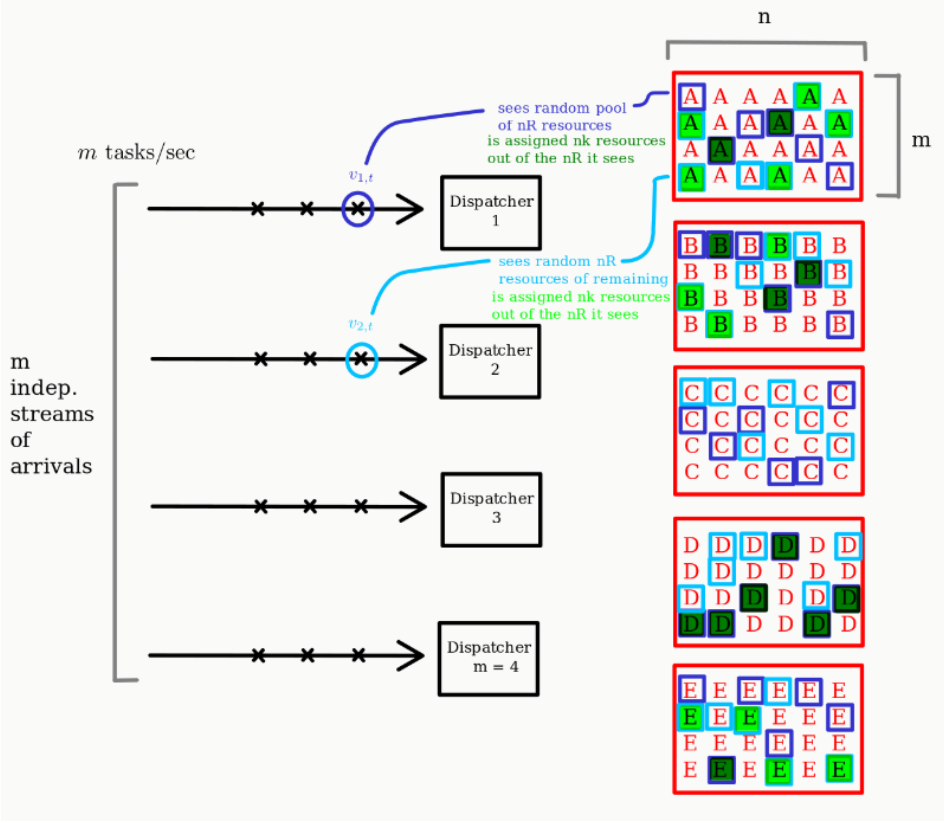 n
m
A A A A A A
A A A A A A
A A A A A A
A A A A A A
sees random pool
of nR resources
is assigned nk resources
out of the nR it sees
m tasks/sec
v1,t
Dispatcher
1
B B B B B B
B B B B B B
B B B B B B
B B B B B B
sees random nR
resources of remaining
is assigned nk resources
out of the nR it sees
v2,t
Dispatcher
2
m
indep.
streams
of
arrivals
C C C C C C
C C C C C C
C C C C C C
C C C C C C
Dispatcher
3
D D D D D D
D D D D D D
D D D D D D
D D D D D D
Dispatcher
m = 4
E E E E E E
E E E E E E
E E E E E E
E E E E E E